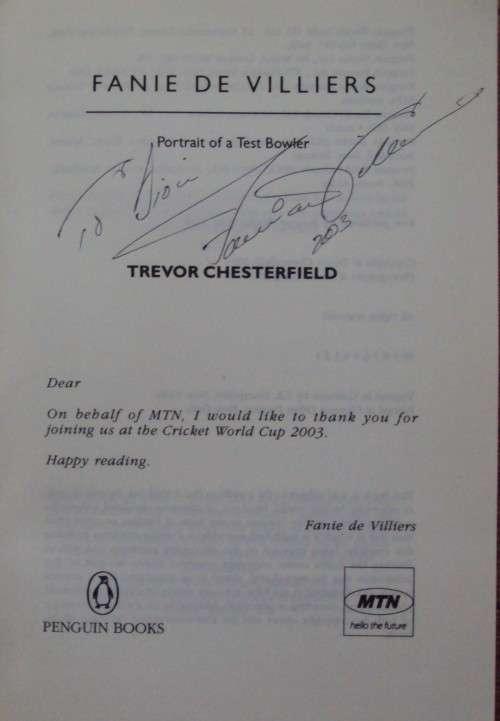 FANIE DE VILLIERS
Portrait of a Test Bowler
To
2003
TREVOR CHESTERFIELD
Dear
On behalf of MTN, I would like to thank you for
joining us at the Cricket World Cup 2003.
Happy reading.
Fanie de Villiers
PENGUIN BOOKS
MTN
hello the future